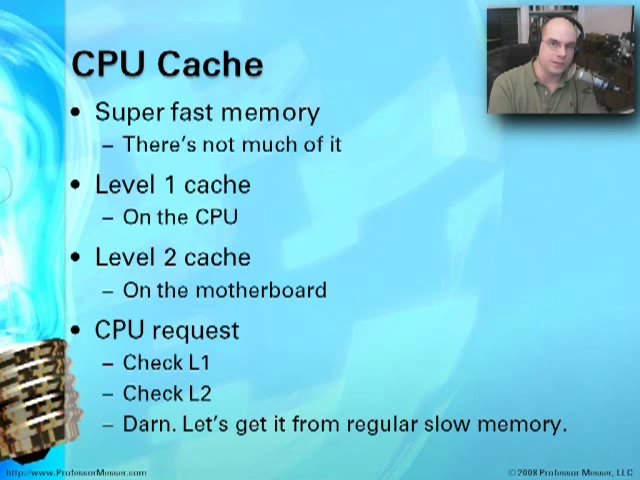 CPU Cache
• Super fast memory
– There's not much of it
• Level 1 cache
– On the CPU
• Level 2 cache
– On the motherboard
• CPU request
– Check L1
– Check L2
– Darn. Let's get it from regular slow memory.
http://www.ProfessorMesser.com
© 2008 Professor Messer, LLC